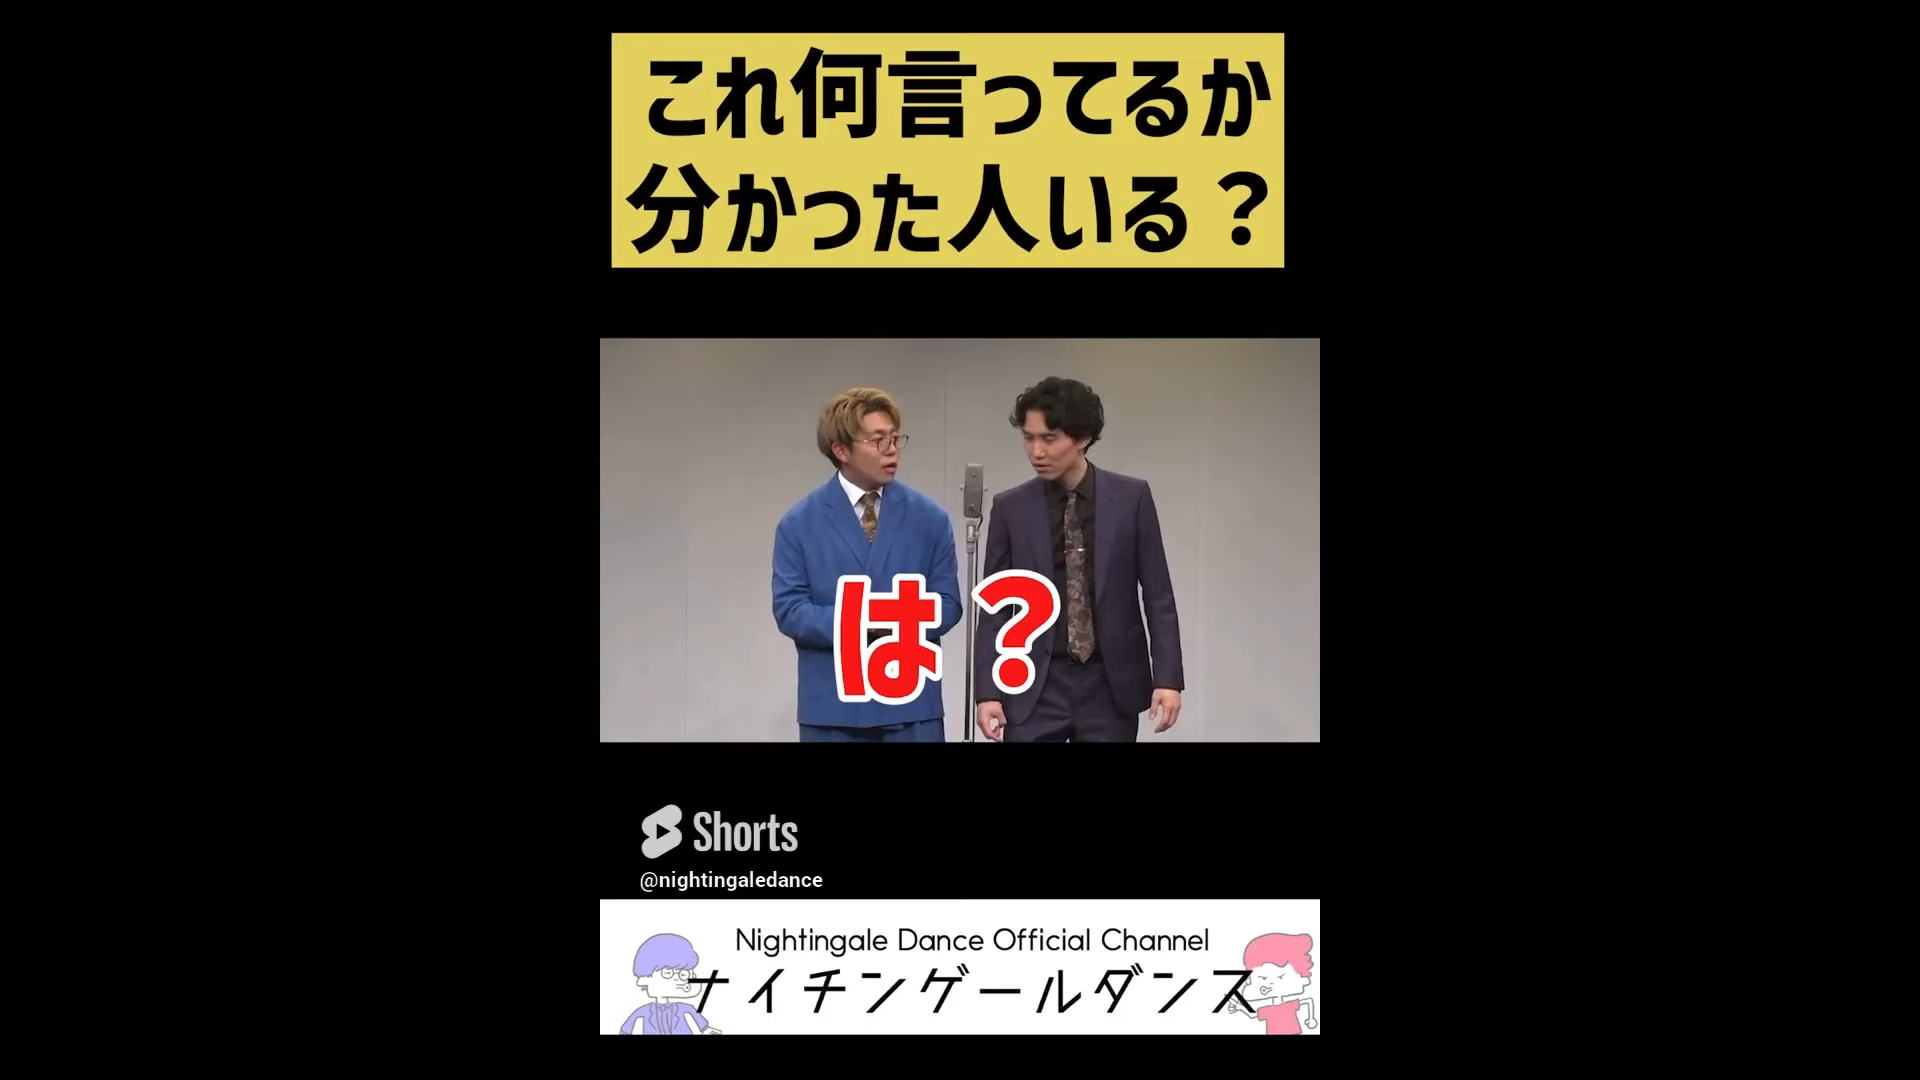 これ何言ってるか
分かった人いる？
は？
Shorts
@nightingaledance
Nightingale Dance Official Channel
ナイチンゲールダンス